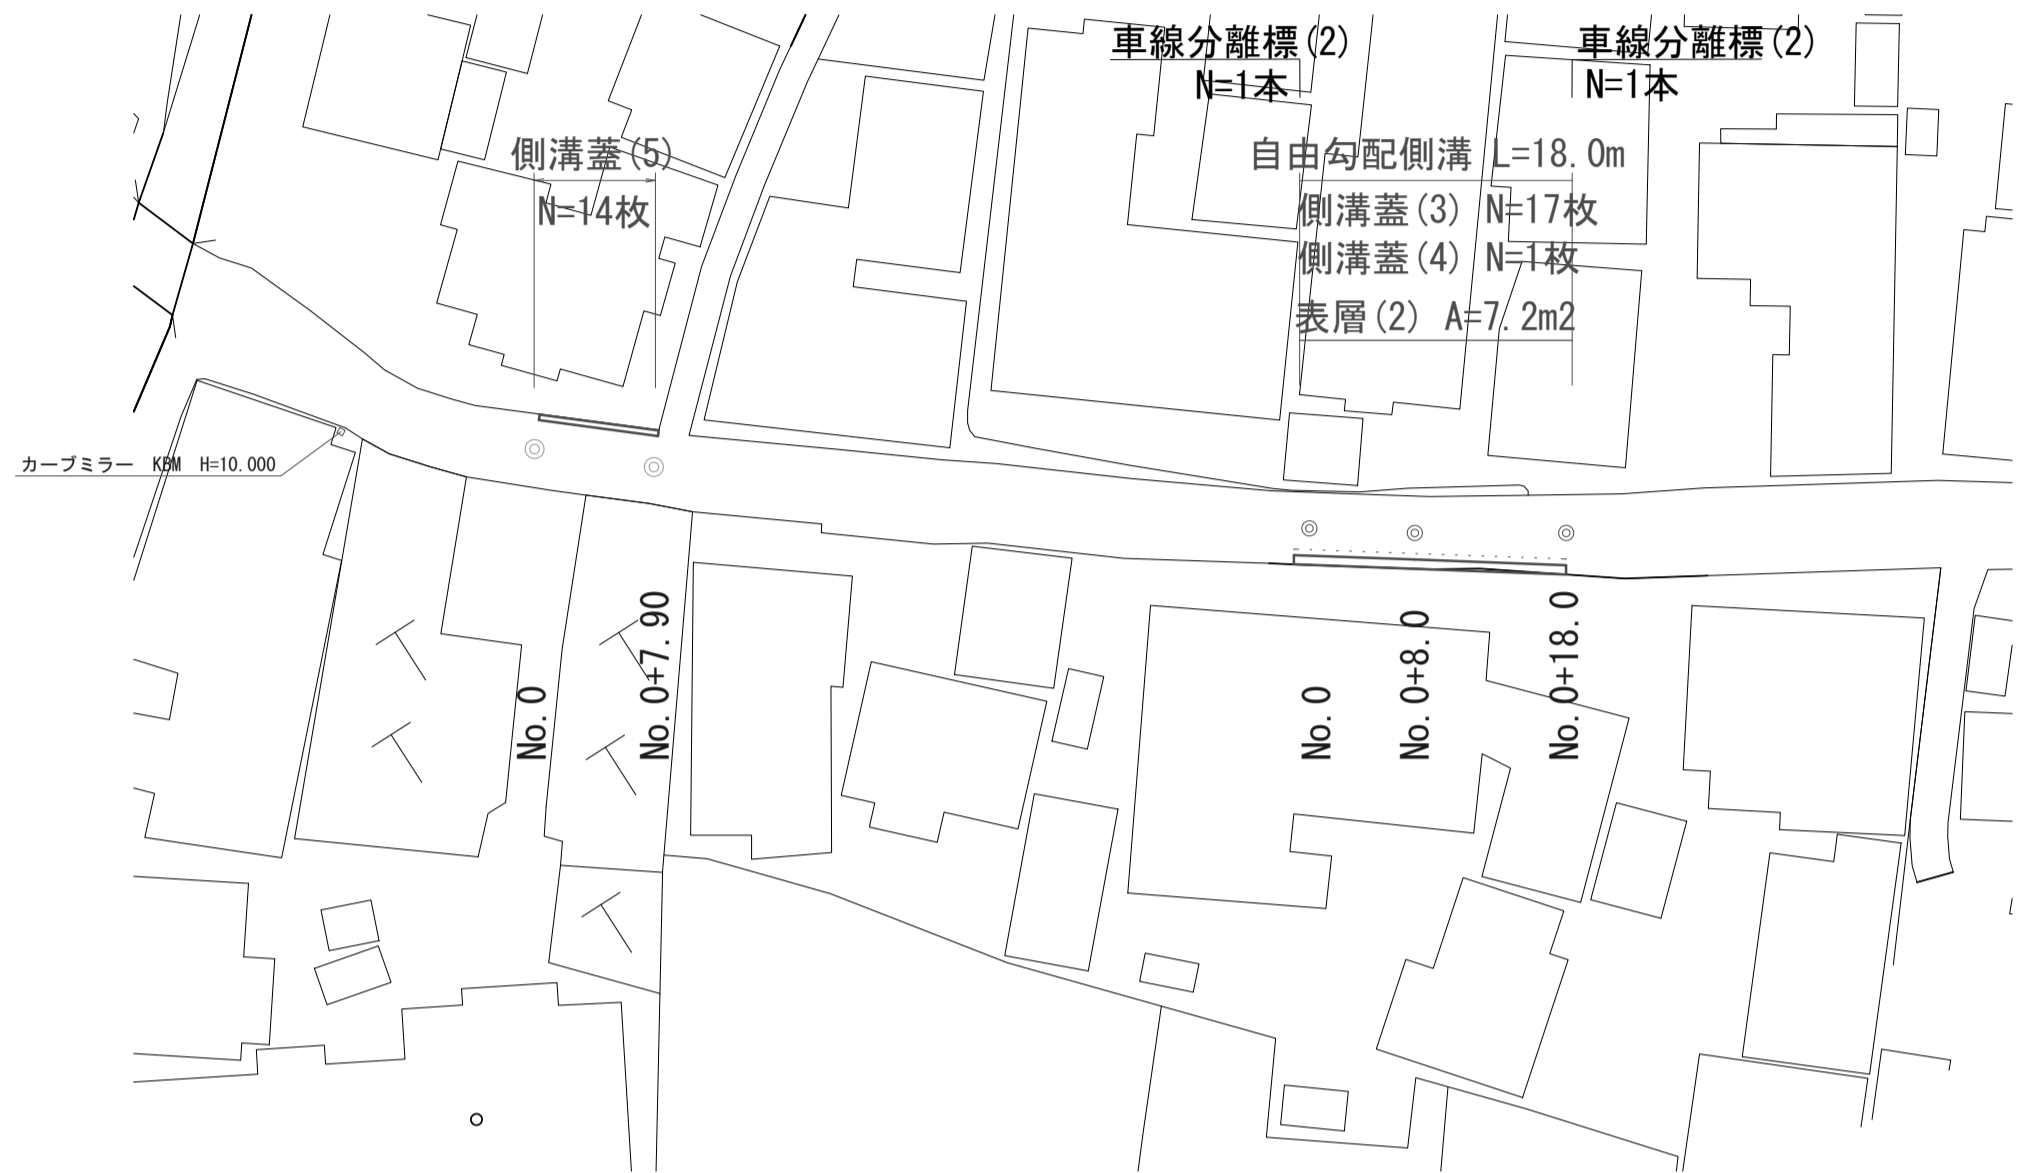 車線分離標(2)
N=1本
車線分離標(2)
N=1本
側溝蓋(5)
N=14枚
自由勾配側溝 L=18.0m
側溝蓋(3) N=17枚
側溝蓋(4) N=1枚
表層(2) A=7.2m2
カーブミラー KBM H=10.000
No.0
No.0+7.90
No.0
No.0+8.0
No.0+18.0